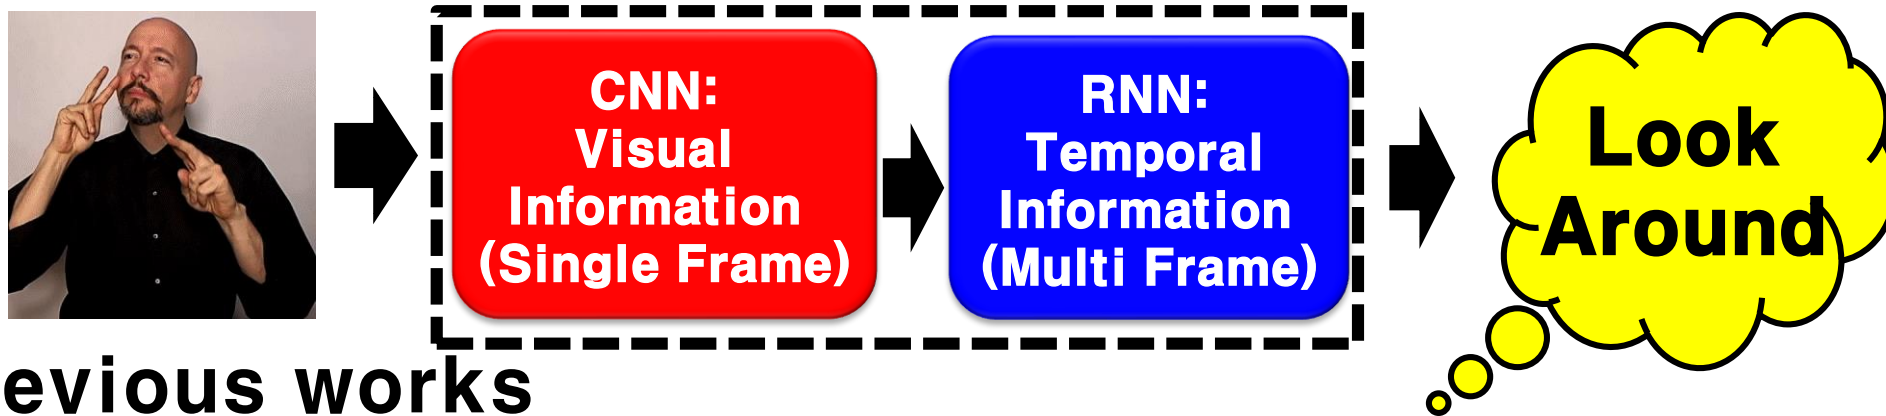 CNN:
Visual
Information
(Single Frame)
RNN:
Temporal
Information
(Multi Frame)
Look
Around
evious works